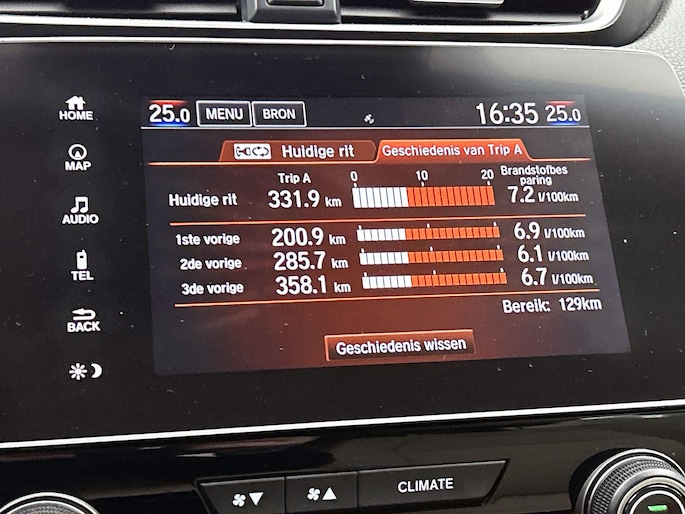 HOME
MAP
AUDIO
TEL
BACK
25.0 MENU BRON 16:35 25.0
Huidige rit Geschiedenis van Trip A
Trip A 0 10 20 Brandstofbes
paring
Huidige rit 331.9 km 7.2 l/100km
1ste vorige 200.9 km 6.9 l/100km
2de vorige 285.7 km 6.1 l/100km
3de vorige 358.1 km 6.7 l/100km
Bereik: 129km
Geschiedenis wissen
CLIMATE